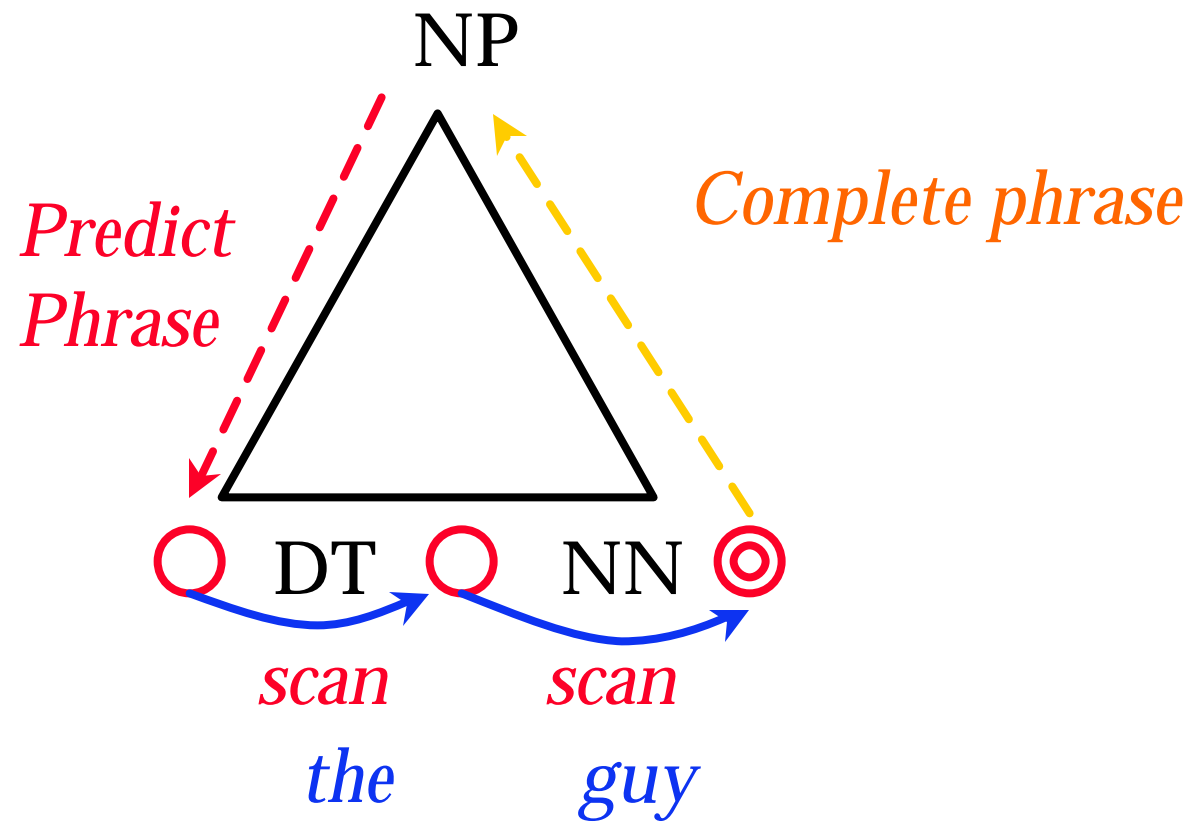 NP
Predict
Phrase
Complete phrase
DT NN
scan scan
the guy